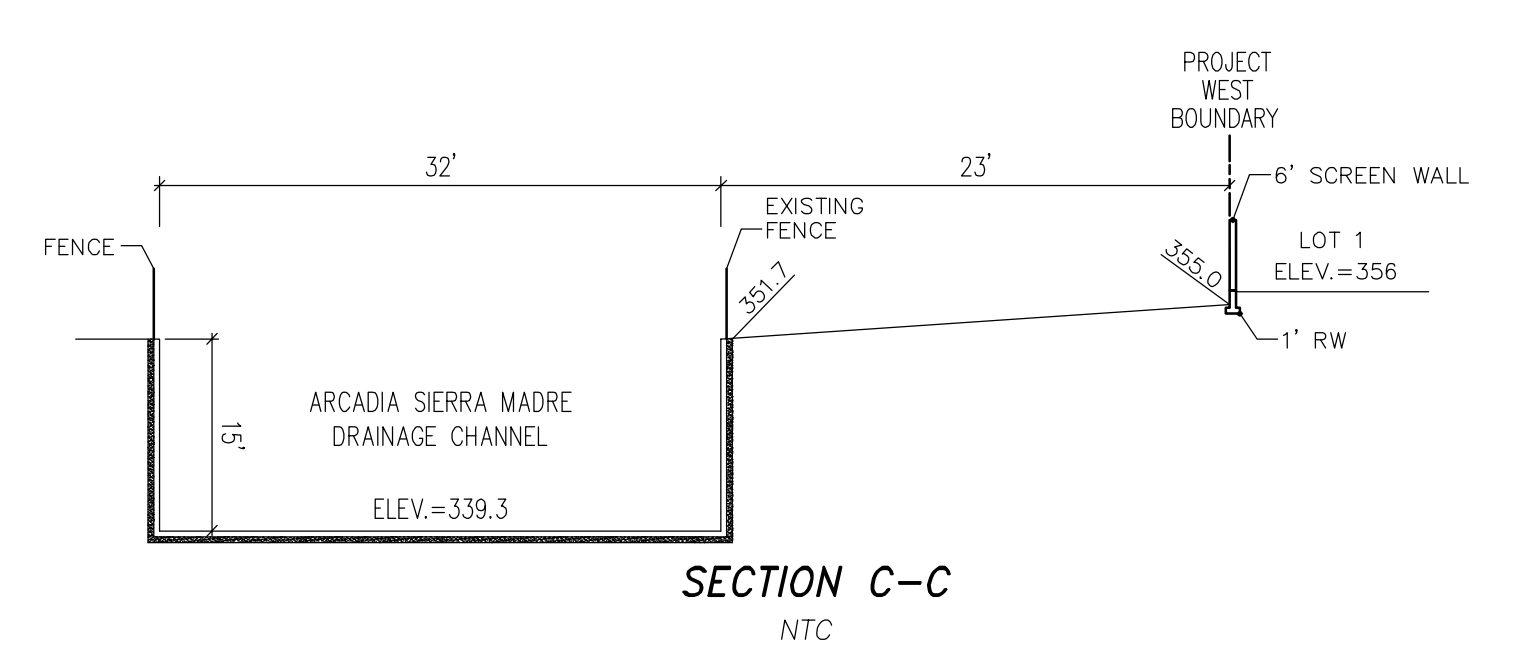 PROJECT
WEST
BOUNDARY
32'
23'
6' SCREEN WALL
EXISTING
FENCE
FENCE
LOT 1
ELEV.=356
355.0
351.7
1' RW
15'
ARCADIA SIERRA MADRE
DRAINAGE CHANNEL
ELEV.=339.3
SECTION C-C
NTC